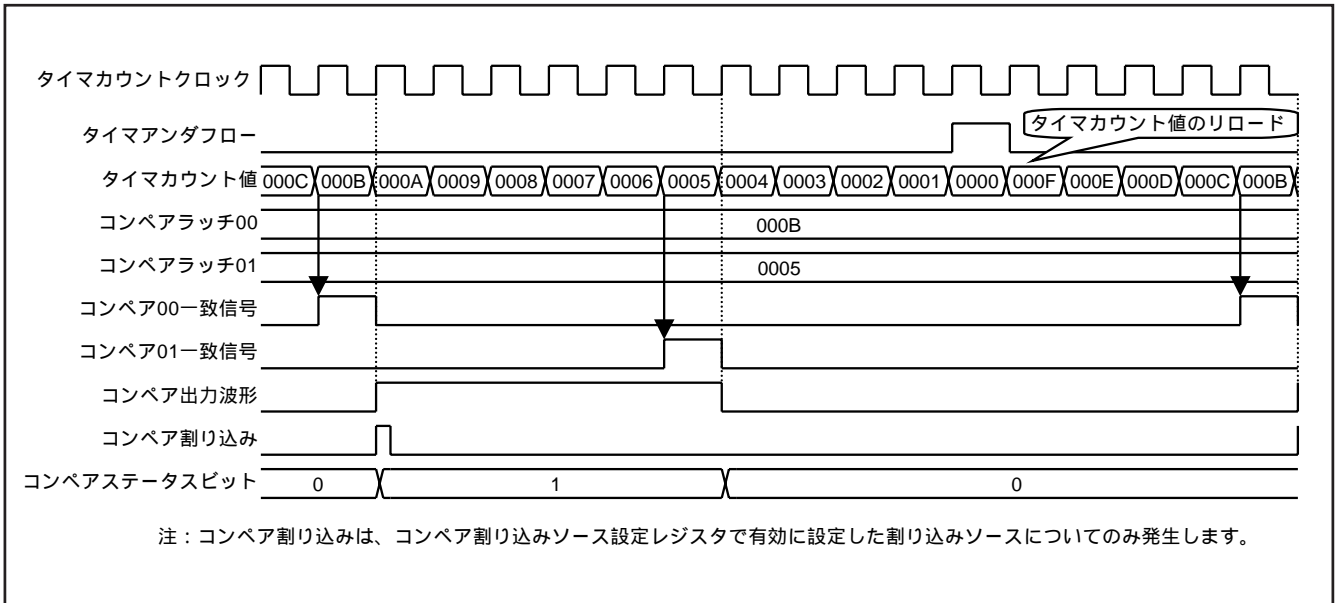 タイマカウントクロック
タイマアンダフロー
タイマカウント値のリロード
タイマカウント値 000C 000B 000A 0009 0008 0007 0006 0005 0004 0003 0002 0001 0000 000F 000E 000D 000C 000B
コンペアラッチ00 000B
コンペアラッチ01 0005
コンペア00一致信号
コンペア01一致信号
コンペア出力波形
コンペア割り込み
コンペアステータスビット 0 1 0
注：コンペア割り込みは、コンペア割り込みソース設定レジスタで有効に設定した割り込みソースについてのみ発生します。